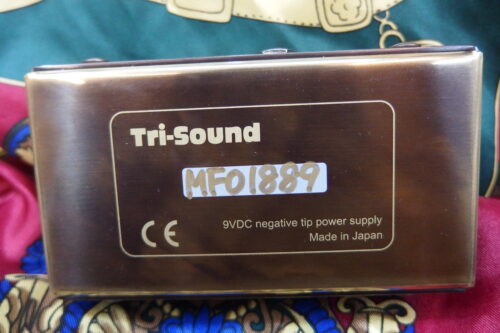 Tri-Sound
MF01889
CE
9VDC negative tip power supply
Made in Japan